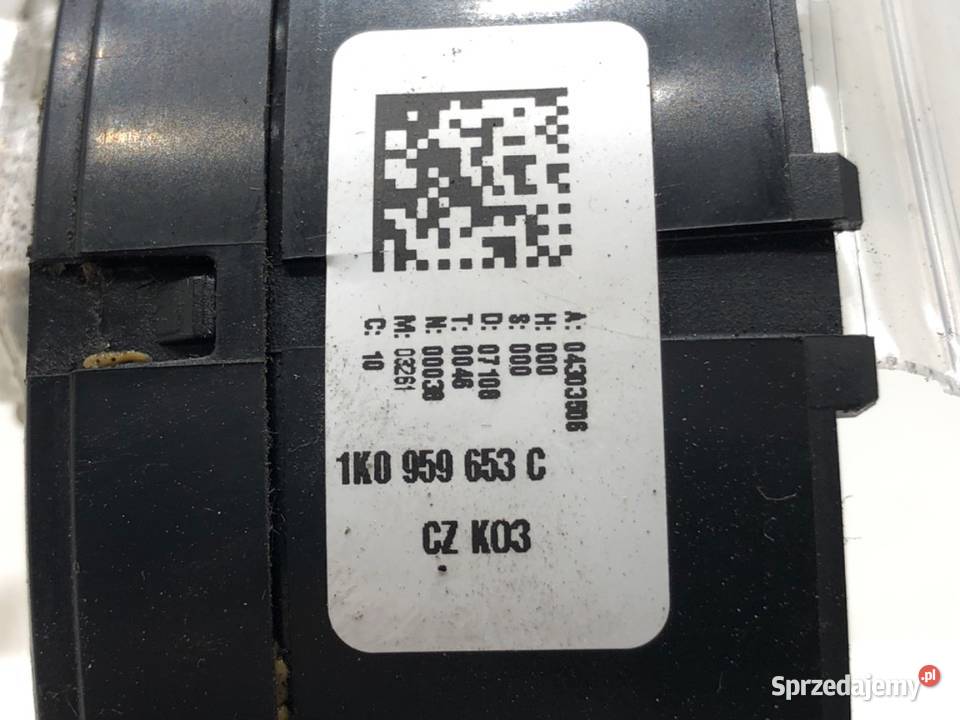 A: 04303506
H: 000
S: 000
D: 07108
T: 0046
N: 00038
M: 03261
C: 10
1K0 959 653 C
CZ K03
Sprzedajemy.pl